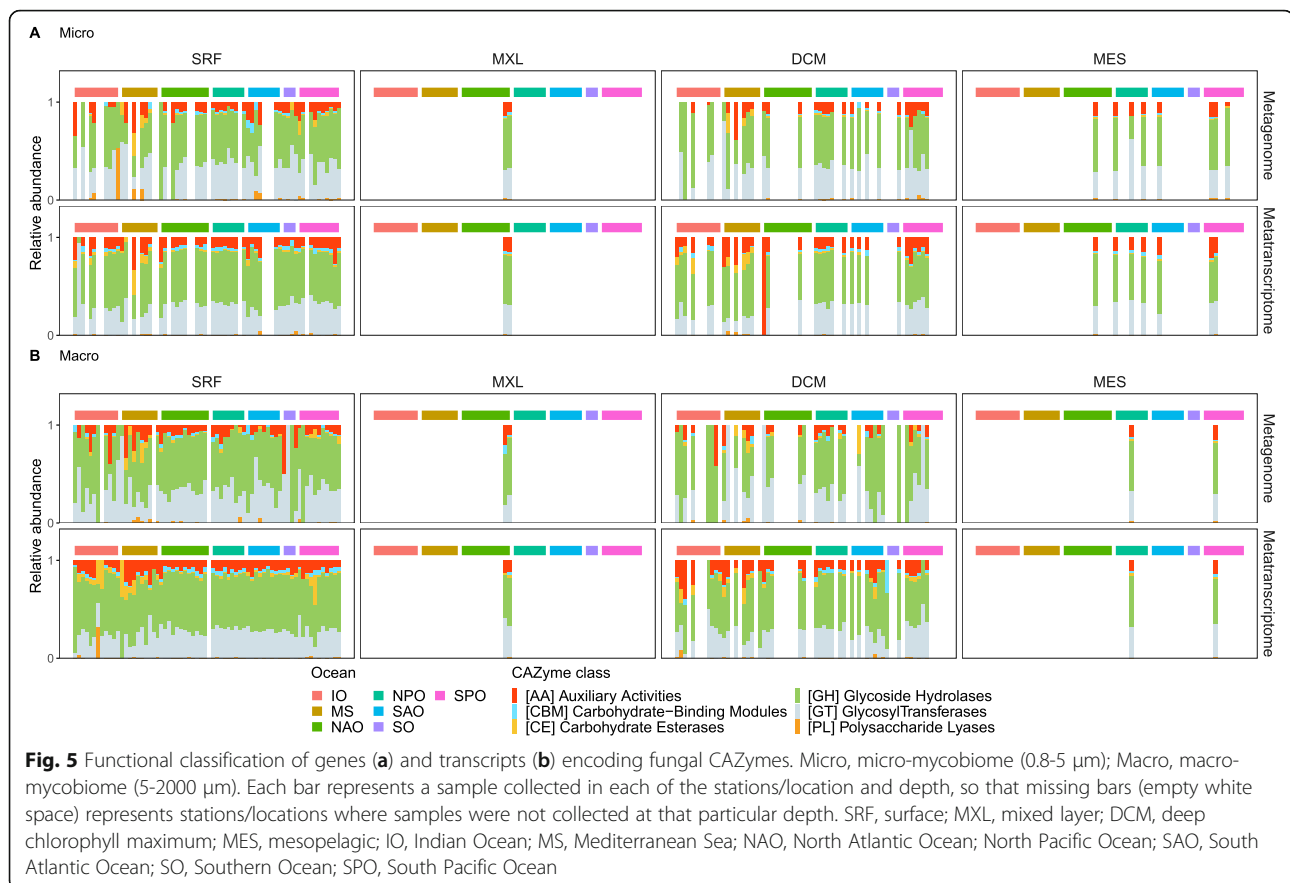 A Micro
SRF MXL DCM MES
1
0
Metagenome
1
0
Metatranscriptome
Relative abundance
B Macro
SRF MXL DCM MES
1
0
Metagenome
1
0
Metatranscriptome
Relative abundance
Ocean
IO NPO SPO
MS SAO
NAO SO
CAZyme class
[AA] Auxiliary Activities
[CBM] Carbohydrate−Binding Modules
[CE] Carbohydrate Esterases
[GH] Glycoside Hydrolases
[GT] GlycosylTransferases
[PL] Polysaccharide Lyases
Fig. 5 Functional classification of genes (a) and transcripts (b) encoding fungal CAZymes. Micro, micro-mycobiome (0.8-5 μm); Macro, macro-
mycobiome (5-2000 μm). Each bar represents a sample collected in each of the stations/location and depth, so that missing bars (empty white
space) represents stations/locations where samples were not collected at that particular depth. SRF, surface; MXL, mixed layer; DCM, deep
chlorophyll maximum; MES, mesopelagic; IO, Indian Ocean; MS, Mediterranean Sea; NAO, North Atlantic Ocean; North Pacific Ocean; SAO, South
Atlantic Ocean; SO, Southern Ocean; SPO, South Pacific Ocean